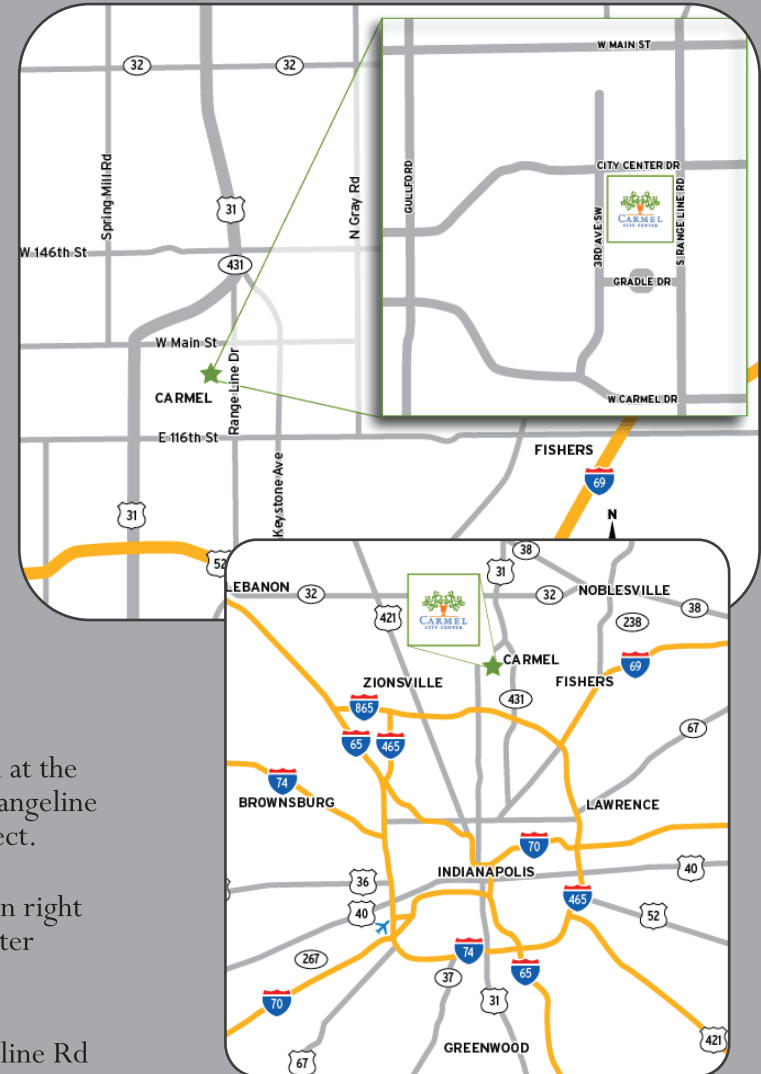 32
32
31
Spring Mill Rd
N Gray Rd
W 146th St
431
W Main St
Range Line Dr
CARMEL
E 116th St
Keystone Ave
31
52
FISHERS
69
N
W MAIN ST
GULLFORD
CITY CENTER DR
CARMEL
CITY CENTER
3RD AVE SW
S RANGE LINE RD
GRADLE DR
W CARMEL DR
38
31
LEBANON
32
32
NOBLESVILLE
38
421
CARMEL
CITY CENTER
238
CARMEL
69
ZIONSVILLE
FISHERS
431
865
67
65
465
74
BROWNSBURG
LAWRENCE
70
INDIANAPOLIS
40
36
465
40
52
74
267
37
65
70
31
421
GREENWOOD
67
at the
angeline
ect.
n right
ter
line Rd